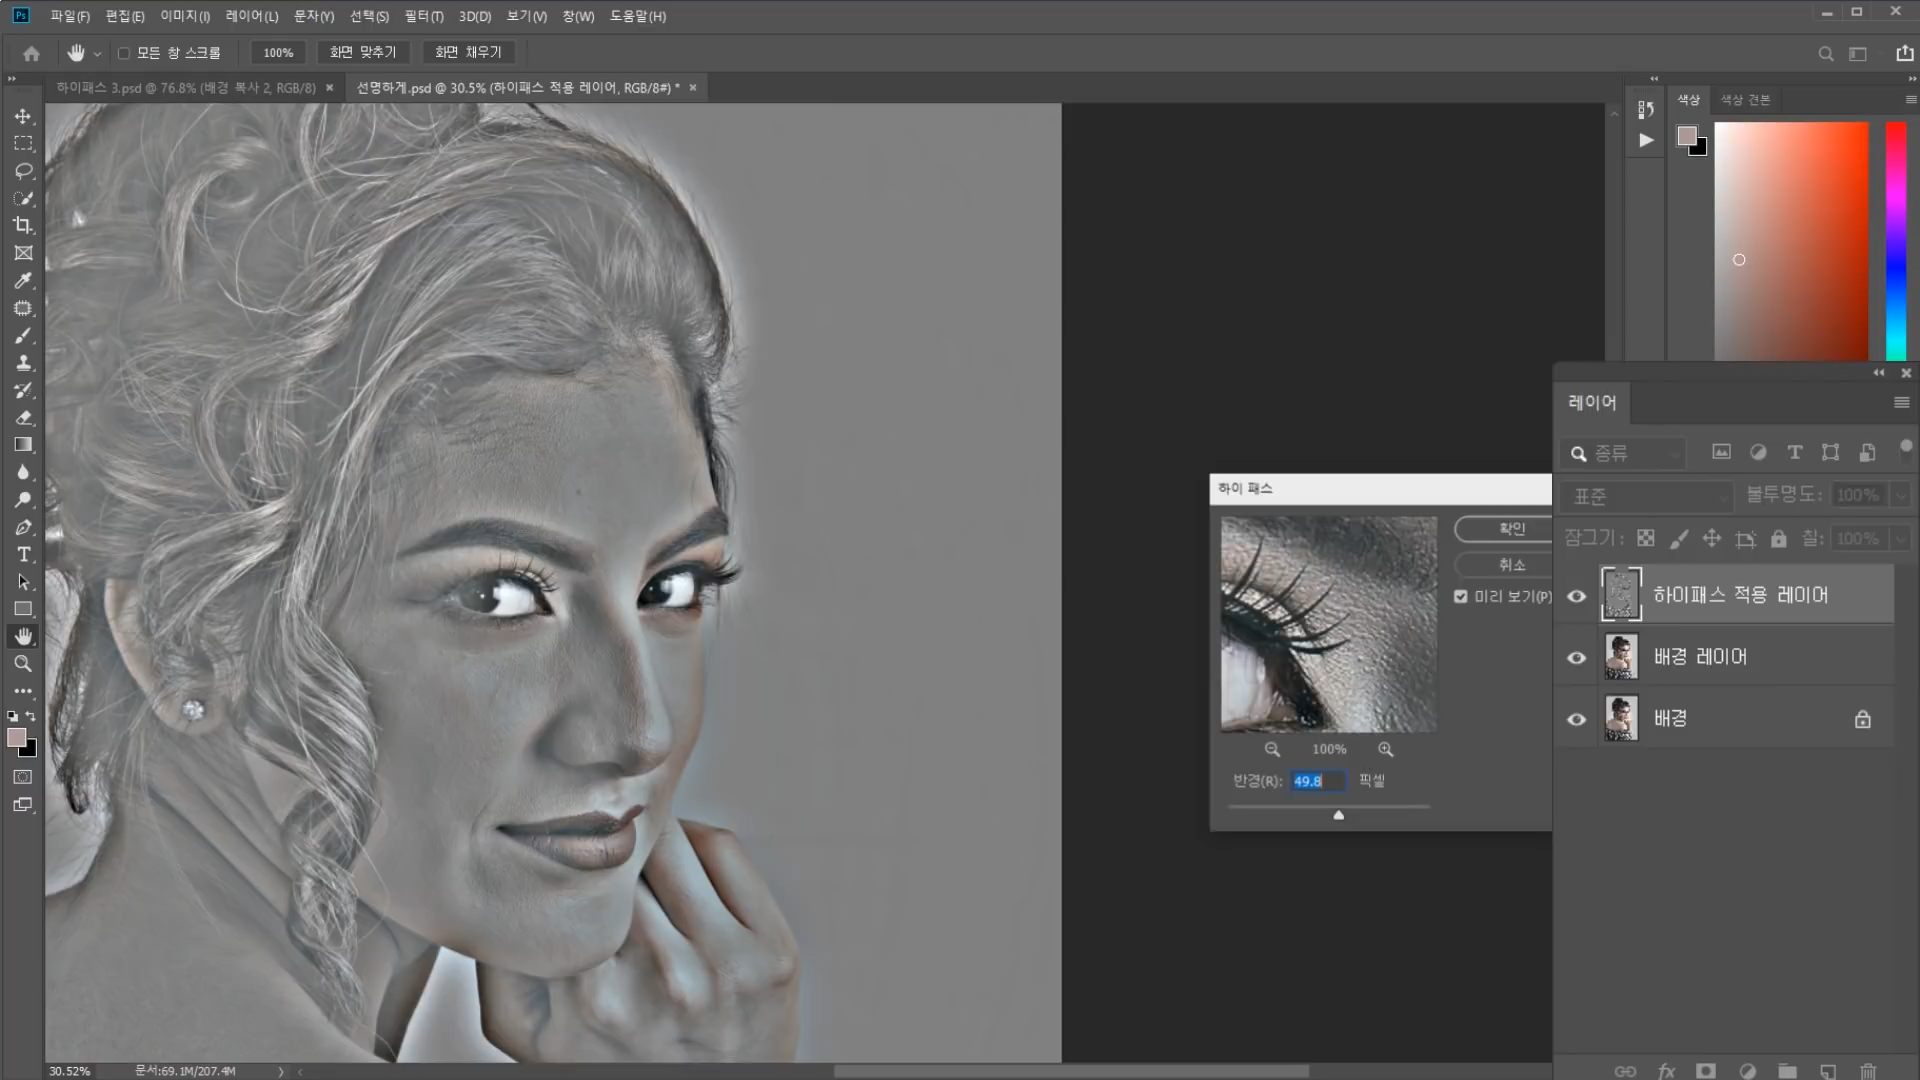 Ps 파일(F) 편집(E) 이미지(I) 레이어(L) 문자(Y) 선택(S) 필터(T) 3D(D) 보기(V) 창(W) 도움말(H)
모든 창 스크롤 100% 화면 맞추기 화면 채우기
하이패스 3.psd @ 76.8% (배경 복사 2, RGB/8) × 선명하게.psd @ 30.5% (하이패스 적용 레이어, RGB/8#) * ×
색상 색상 견본
레이어
종류
표준 불투명도: 100%
잠그기: 칠: 100%
하이패스 적용 레이어
배경 레이어
배경
하이 패스
확인
취소
미리 보기(P)
100%
반경(R): 49.8 픽셀
30.52% 문서:69.1M/207.4M
fx